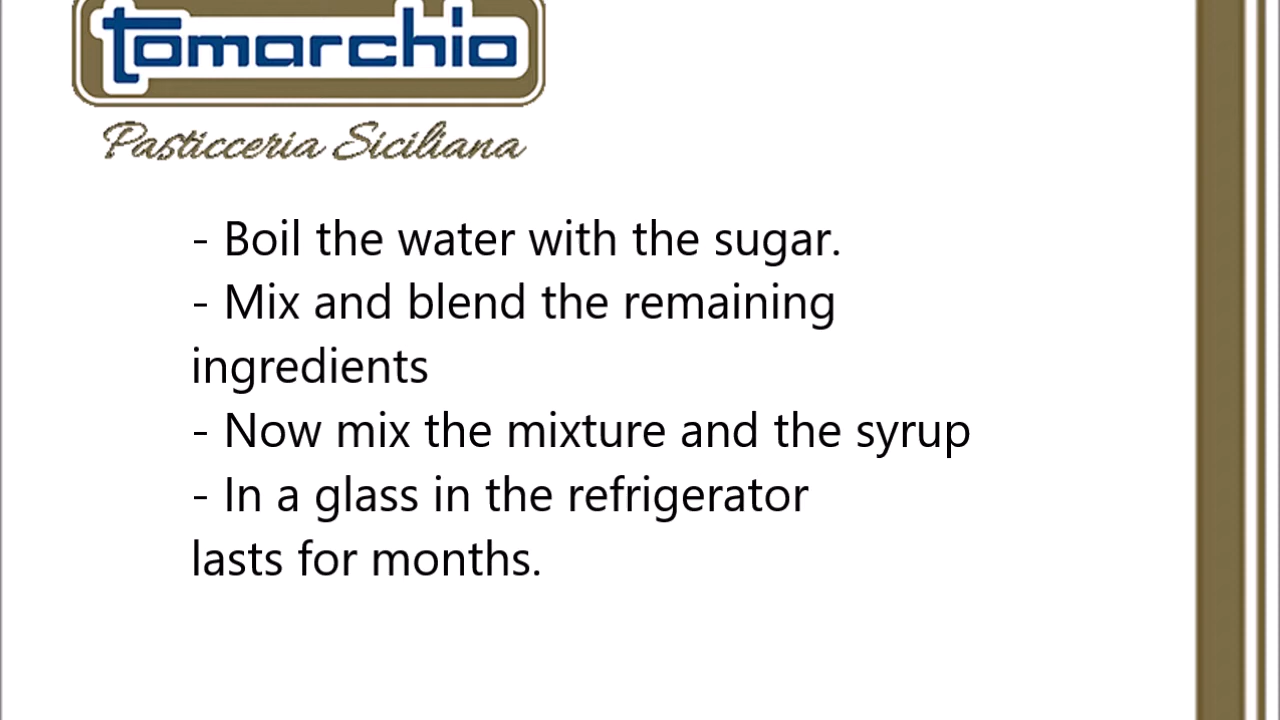 tomarchio
Pasticceria Siciliana
- Boil the water with the sugar.
- Mix and blend the remaining
ingredients
- Now mix the mixture and the syrup
- In a glass in the refrigerator
lasts for months.